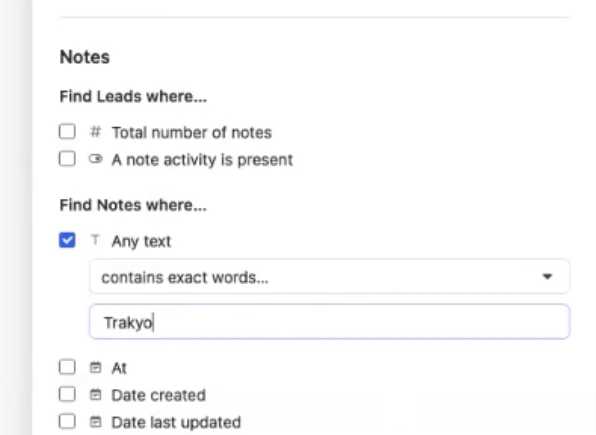 Notes
Find Leads where...
# Total number of notes
A note activity is present
Find Notes where...
T Any text
contains exact words...
Trakyo
At
Date created
Date last updated